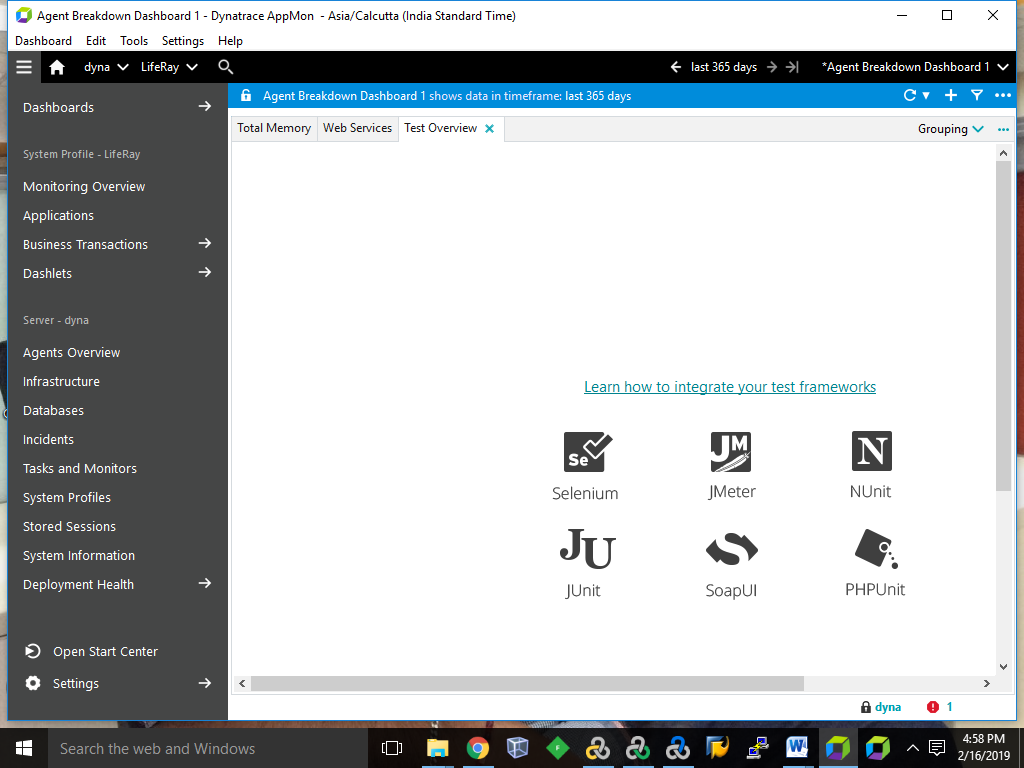 Agent Breakdown Dashboard 1 - Dynatrace AppMon - Asia/Calcutta (India Standard Time)
Dashboard Edit Tools Settings Help
dyna LifeRay last 365 days *Agent Breakdown Dashboard 1
Agent Breakdown Dashboard 1 shows data in timeframe: last 365 days
Dashboards
System Profile - LifeRay
Monitoring Overview
Applications
Business Transactions
Dashlets
Server - dyna
Agents Overview
Infrastructure
Databases
Incidents
Tasks and Monitors
System Profiles
Stored Sessions
System Information
Deployment Health
Open Start Center
Settings
Total Memory Web Services Test Overview Grouping
Learn how to integrate your test frameworks
Se JM N
Selenium JMeter NUnit
JU
JUnit SoapUI PHPUnit
dyna 1
Search the web and Windows
4:58 PM
2/16/2019